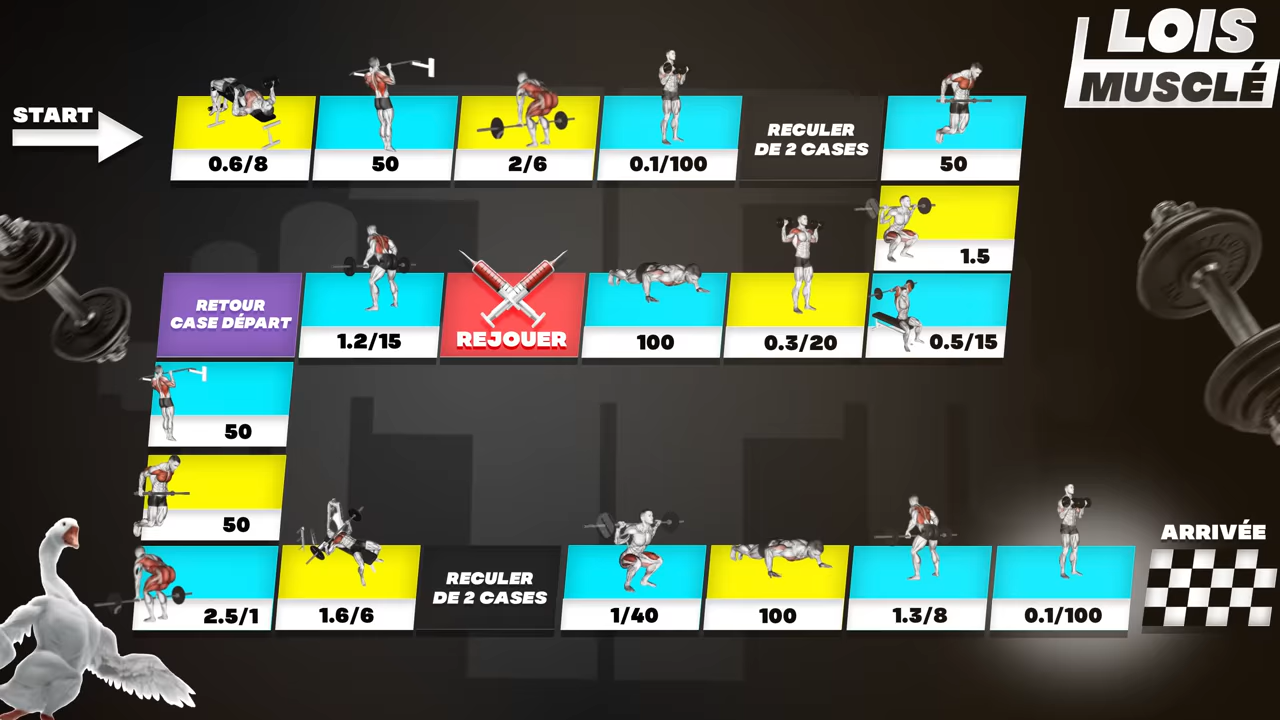 LOIS
MUSCLÉ
START
0.6/8
50
2/6
0.1/100
RECULER
DE 2 CASES
50
1.5
0.5/15
0.3/20
100
REJOUER
1.2/15
RETOUR
CASE DÉPART
50
50
2.5/1
1.6/6
RECULER
DE 2 CASES
1/40
100
1.3/8
0.1/100
ARRIVÉE